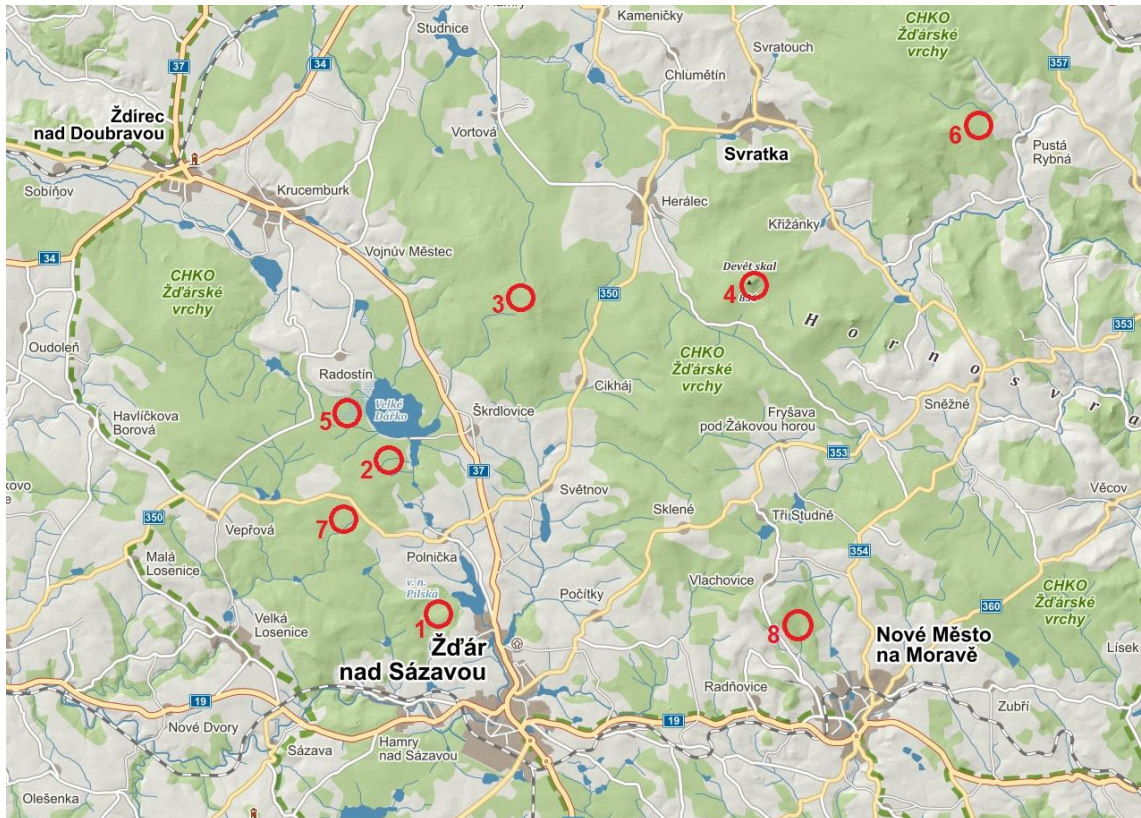 Hamry
Kameničky
CHKO
Žďárské
vrchy
Studnice
37
34
357
Svratouch
Chlumětín
Ždírec
nad Doubravou
Vortová
6
Pustá
Rybná
Svratka
Sobíňov
Krucemburk
Herálec
Křižánky
Vojnův Městec
34
CHKO
Žďárské
vrchy
Devět skal
4
3
350
353
Hornosvra
Oudoleň
CHKO
Žďárské
vrchy
Radostín
Velké
Dářko
Cikháj
Sněžné
Havlíčkova
Borová
5
Škrdlovice
Fryšava
pod Žákovou horou
353
2
37
Světnov
Věcov
350
Vepřová
7
Sklené
Tři Studně
Malá
Losenice
Polnička
354
v. n.
Pilská
Počítky
Vlachovice
CHKO
Žďárské
vrchy
360
Velká
Losenice
1
8
Žďár
nad Sázavou
Nové Město
na Moravě
Lísek
Radňovice
19
Nové Dvory
Zubří
19
Sázava
Hamry
nad Sázavou
Olešenka